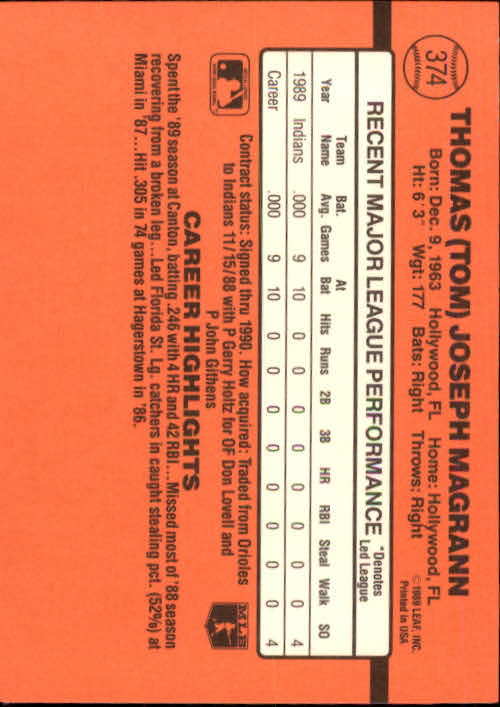 374
THOMAS (TOM) JOSEPH MAGRANN
Born: Dec. 9, 1963 Hollywood, FL Home: Hollywood, FL
Ht: 6' 3" Wgt: 177 Bats: Right Throws: Right
© 1989 LEAF, INC.
Printed in USA
RECENT MAJOR LEAGUE PERFORMANCE *Denotes
Led League
Year Team Name Bat. Avg. Games At Bat Hits Runs 2B 3B HR RBI Steal Walk SO
1989 Indians .000 9 10 0 0 0 0 0 0 0 0 4
Career .000 9 10 0 0 0 0 0 0 0 0 4
Contract status: Signed thru 1990. How acquired: Traded from Orioles
to Indians 11/15/88 with P Gerry Holtz for OF Don Lovell and
P John Githens
MLB
CAREER HIGHLIGHTS
Spent the '89 season at Canton, batting .246 with 4 HR and 42 RBI...Missed most of '88 season
recovering from a broken leg...Led Florida St. Lg. catchers in caught stealing pct. (52%) at
Miami in '87...Hit .305 in 74 games at Hagerstown in '86.